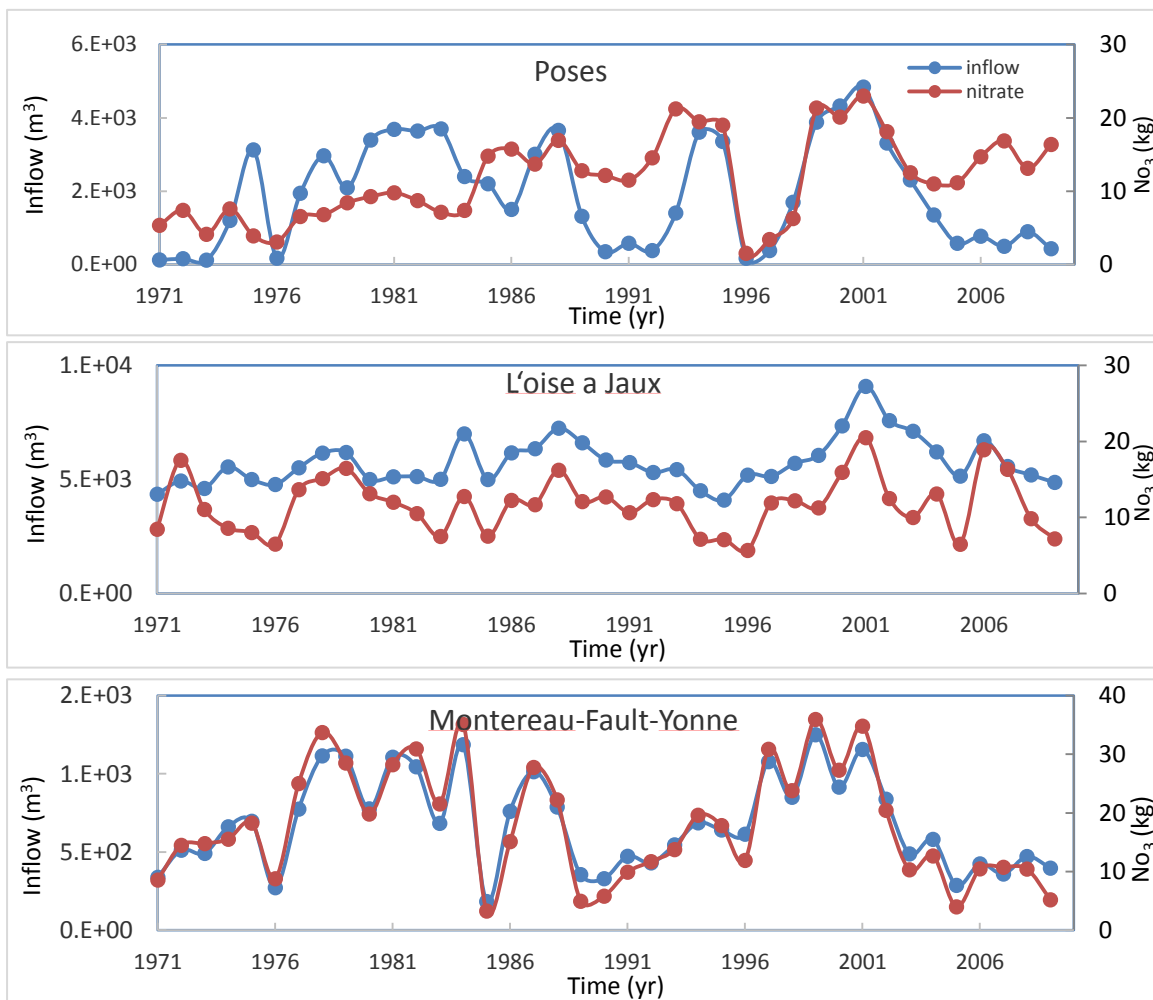 Poses
inflow
nitrate
6.E+03
4.E+03
2.E+03
0.E+00
Inflow (m³)
30
20
10
0
No₃ (kg)
1971 1976 1981 1986 1991 1996 2001 2006
Time (yr)
L'oise a Jaux
1.E+04
5.E+03
0.E+00
Inflow (m³)
30
20
10
0
No₃ (kg)
1971 1976 1981 1986 1991 1996 2001 2006
Time (yr)
Montereau-Fault-Yonne
2.E+03
1.E+03
5.E+02
0.E+00
Inflow (m³)
40
30
20
10
0
No₃ (kg)
1971 1976 1981 1986 1991 1996 2001 2006
Time (yr)